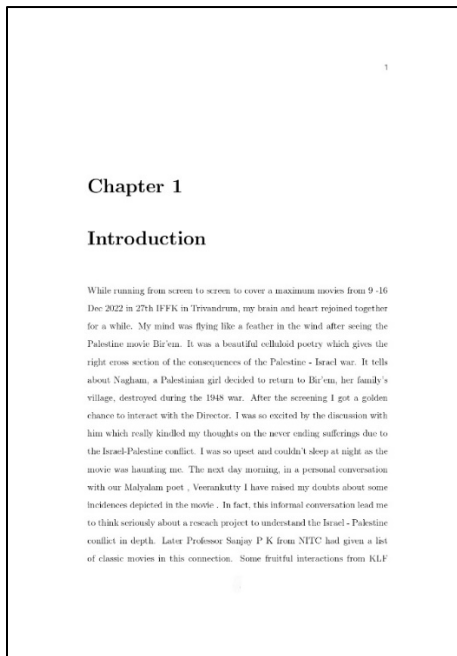 1
Chapter 1
Introduction
While running from screen to screen to cover a maximum movies from 9 -16
Dec 2022 in 27th IFFK in Trivandrum, my brain and heart rejoined together
for a while. My mind was flying like a feather in the wind after seeing the
Palestine movie Bir'em. It was a beautiful celluloid poetry which gives the
right cross section of the consequences of the Palestine - Israel war. It tells
about Nagham, a Palestinian girl decided to return to Bir'em, her family's
village, destroyed during the 1948 war. After the screening I got a golden
chance to interact with the Director. I was so excited by the discussion with
him which really kindled my thoughts on the never ending sufferings due to
the Israel-Palestine conflict. I was so upset and couldn't sleep at night as the
movie was haunting me. The next day morning, in a personal conversation
with our Malyalam poet , Veerankutty I have raised my doubts about some
incidences depicted in the movie . In fact, this informal conversation lead me
to think seriously about a reseach project to understand the Israel - Palestine
conflict in depth. Later Professor Sanjay P K from NITC had given a list
of classic movies in this connection. Some fruitful interactions from KLF